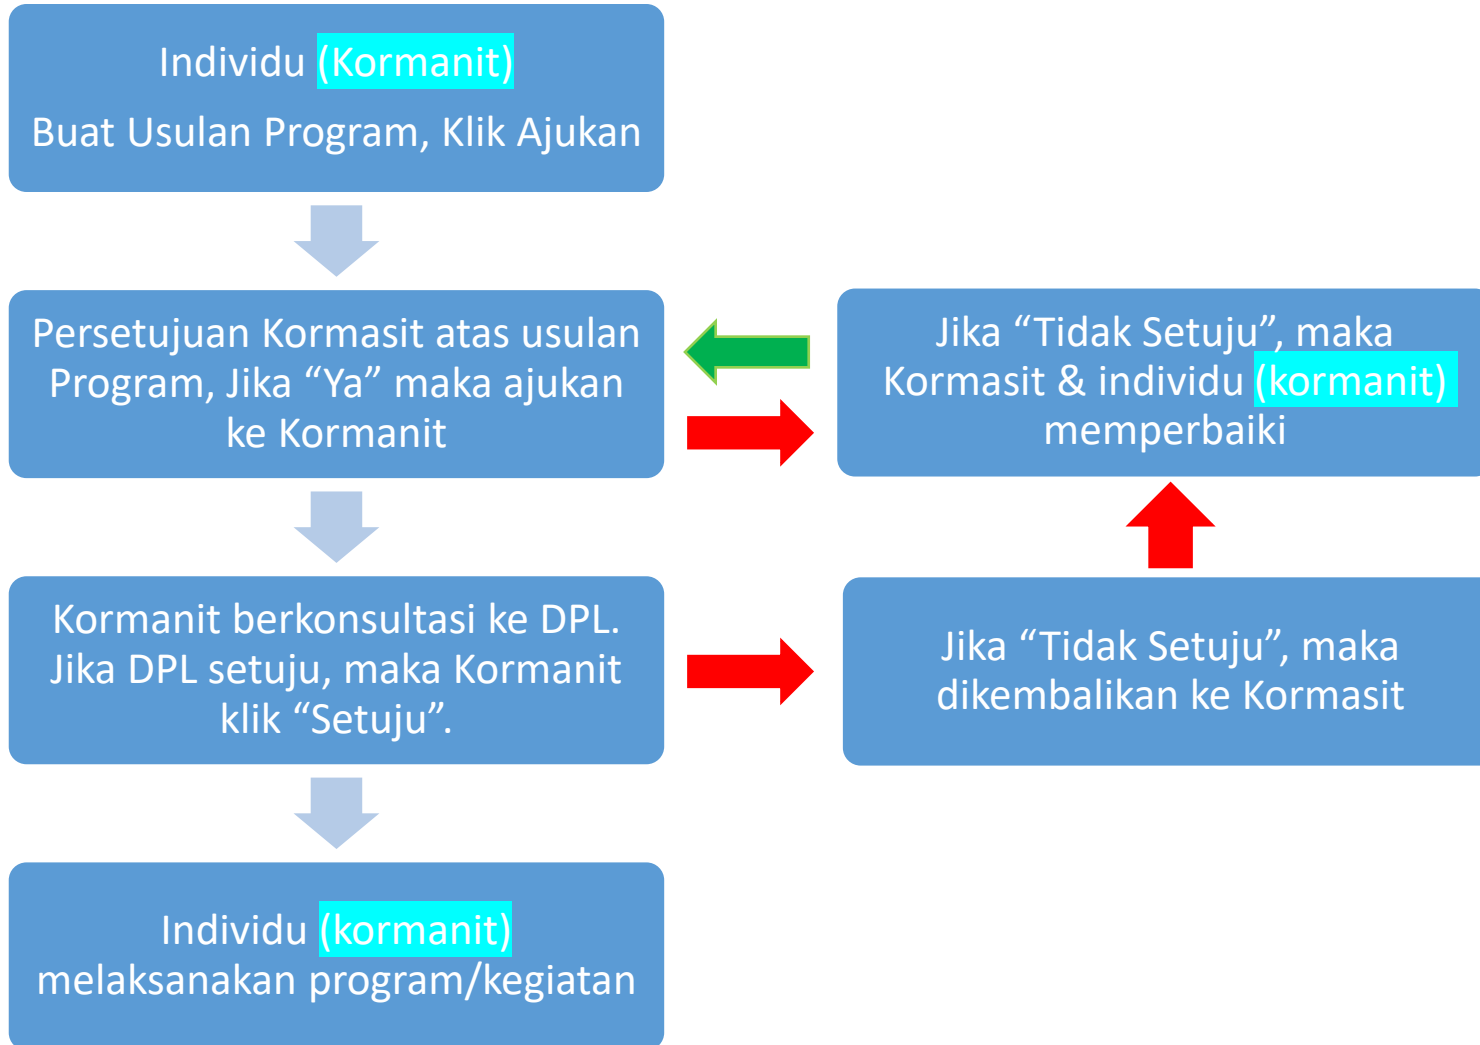 Individu (Kormanit)
Buat Usulan Program, Klik Ajukan
Persetujuan Kormasit atas usulan
Program, Jika “Ya” maka ajukan
ke Kormanit
Jika “Tidak Setuju”, maka
Kormasit & individu (kormanit)
memperbaiki
Kormanit berkonsultasi ke DPL.
Jika DPL setuju, maka Kormanit
klik “Setuju”.
Jika “Tidak Setuju”, maka
dikembalikan ke Kormasit
Individu (kormanit)
melaksanakan program/kegiatan